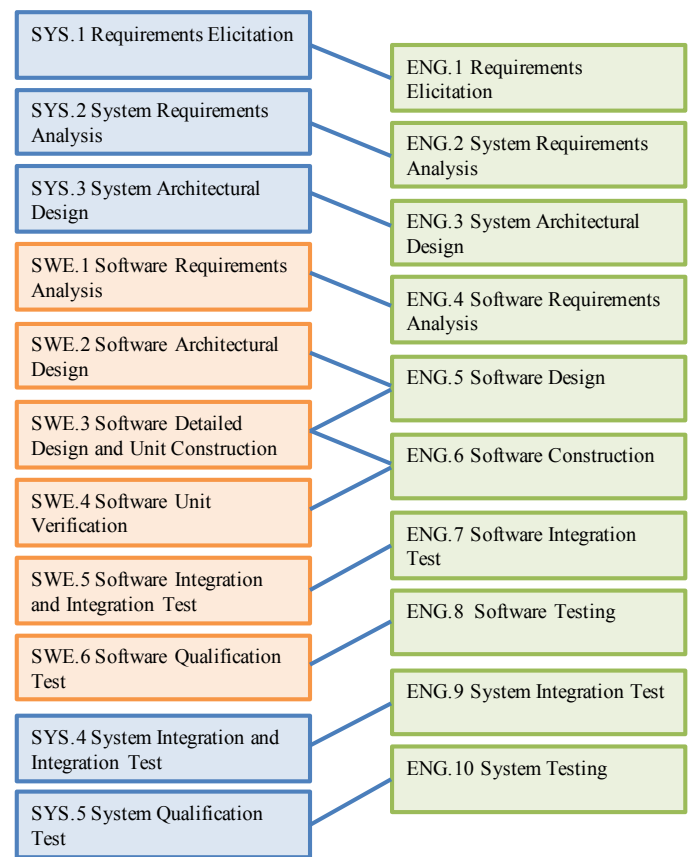 SYS.1 Requirements Elicitation
SYS.2 System Requirements
Analysis
SYS.3 System Architectural
Design
SWE.1 Software Requirements
Analysis
SWE.2 Software Architectural
Design
SWE.3 Software Detailed
Design and Unit Construction
SWE.4 Software Unit
Verification
SWE.5 Software Integration
and Integration Test
SWE.6 Software Qualification
Test
SYS.4 System Integration and
Integration Test
SYS.5 System Qualification
Test
ENG.1 Requirements
Elicitation
ENG.2 System Requirements
Analysis
ENG.3 System Architectural
Design
ENG.4 Software Requirements
Analysis
ENG.5 Software Design
ENG.6 Software Construction
ENG.7 Software Integration
Test
ENG.8 Software Testing
ENG.9 System Integration Test
ENG.10 System Testing